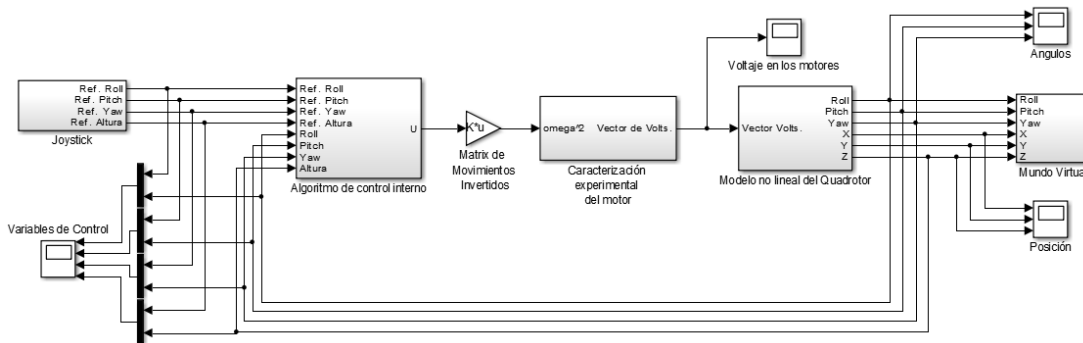 Ref. Roll
Ref. Pitch
Ref. Yaw
Ref. Altura
Joystick
Ref. Roll
Ref. Pitch
Ref. Yaw
Ref. Altura
Roll
Pitch
Yaw
Altura
U
Algoritmo de control interno
K*u
Matrix de
Movimientos
Invertidos
omega^2
Vector de Volts.
Caracterización
experimental
del motor
Voltaje en los motores
Vector Volts.
Roll
Pitch
Yaw
X
Y
Z
Modelo no lineal del Quadrotor
Angulos
Roll
Pitch
Yaw
X
Y
Z
Mundo Virtual
Posición
Variables de Control